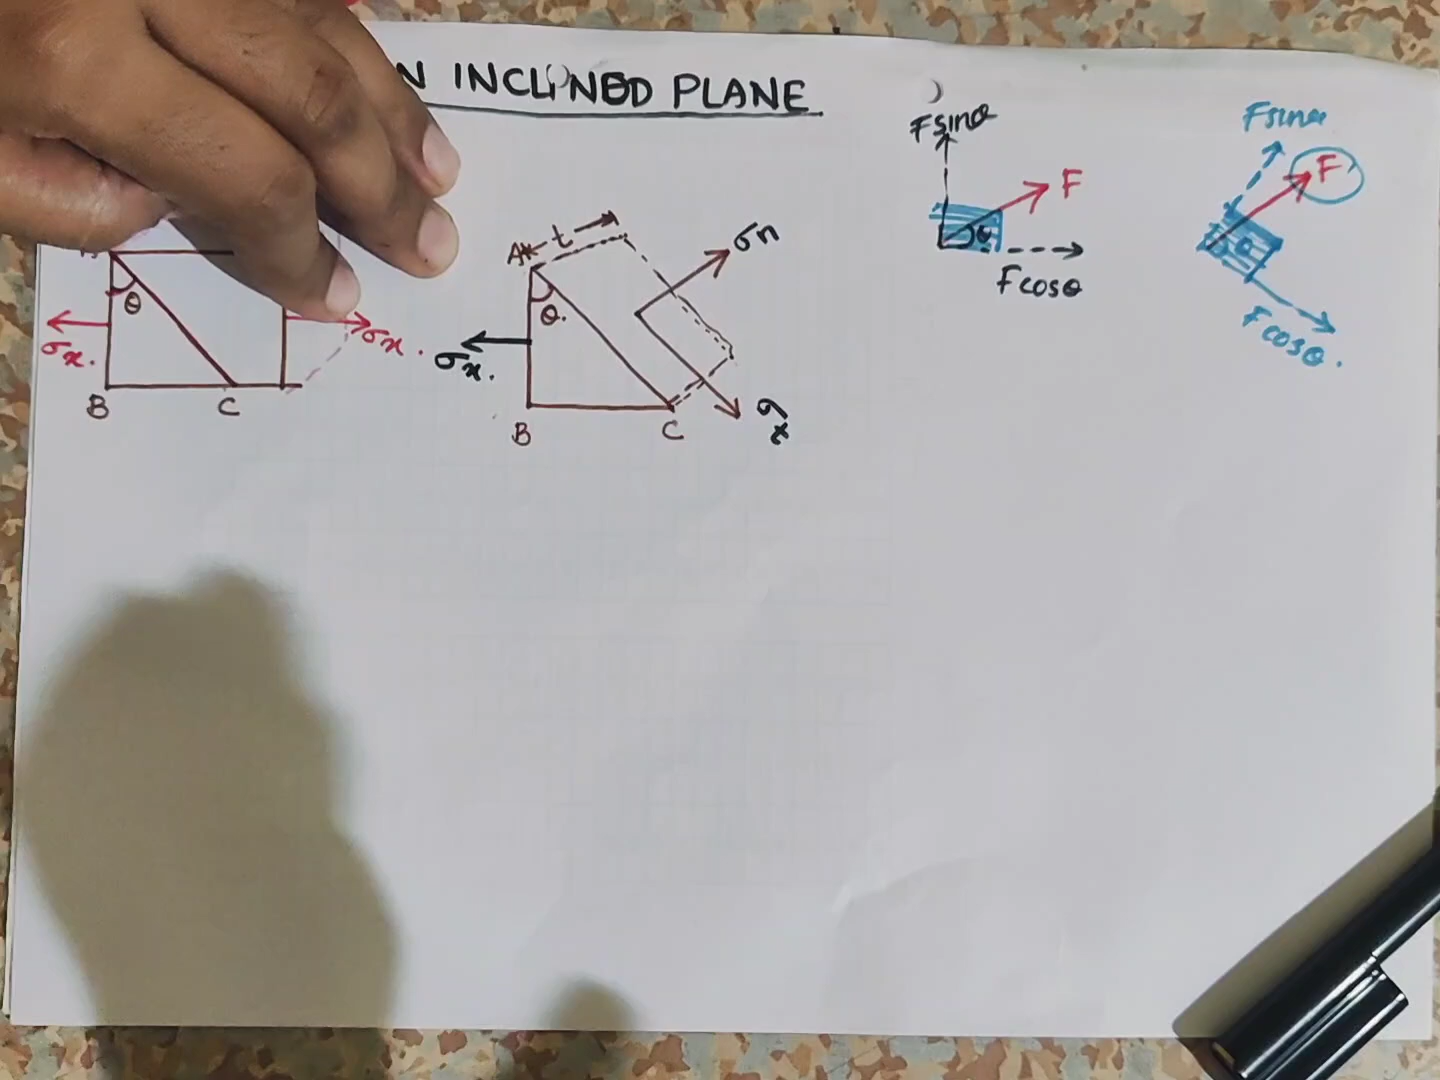 N INCLINED PLANE
Fsinθ
F
θ
Fcosθ
Fsinθ
F
θ
Fcosθ.
θ
σx.
σx.
B
C
A
t
σn
θ.
σx.
σt
B
C